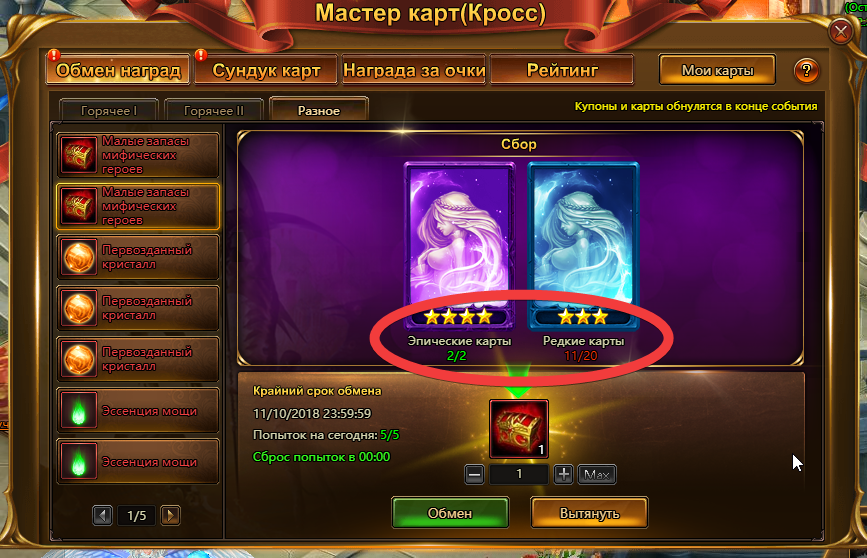 Мастер карт(Кросс)
Обмен наград
Сундук карт
Награда за очки
Рейтинг
Мои карты
?
Горячее I
Горячее II
Разное
Купоны и карты обнулятся в конце события
Малые запасы
мифических
героев
Малые запасы
мифических
героев
Первозданный
кристалл
Первозданный
кристалл
Первозданный
кристалл
Эссенция мощи
Эссенция мощи
1/5
Сбор
Эпические карты
2/2
Редкие карты
11/20
Крайний срок обмена
11/10/2018 23:59:59
Попыток на сегодня: 5/5
Сброс попыток в 00:00
1
1
Max
Обмен
Вытянуть